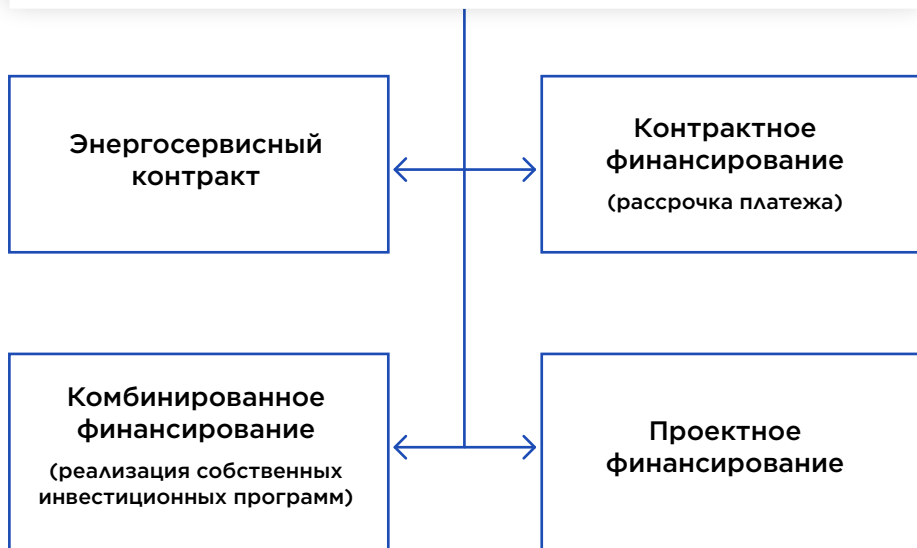 Энергосервисный
контракт
Контрактное
финансирование
(рассрочка платежа)
Комбинированное
финансирование
(реализация собственных
инвестиционных программ)
Проектное
финансирование